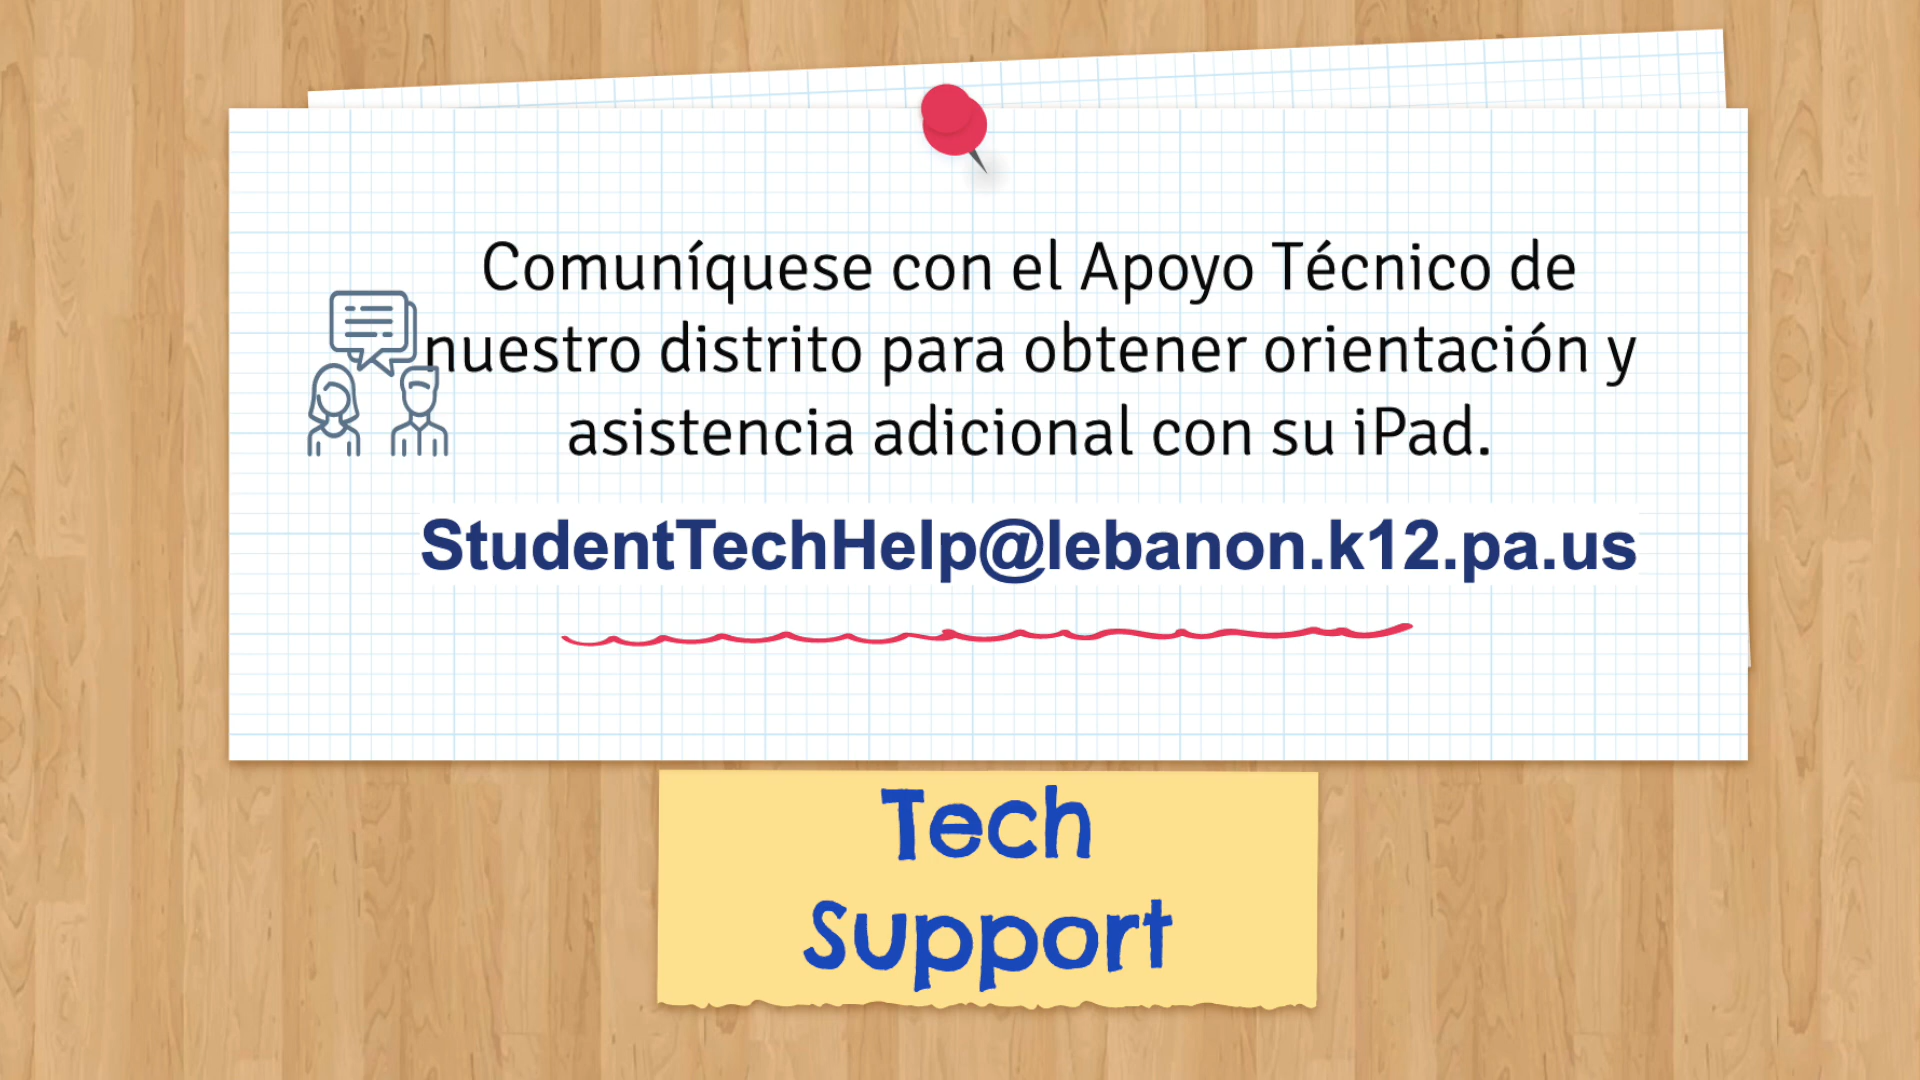 Comuníquese con el Apoyo Técnico de
nuestro distrito para obtener orientación y
asistencia adicional con su iPad.
StudentTechHelp@lebanon.k12.pa.us
Tech
Support